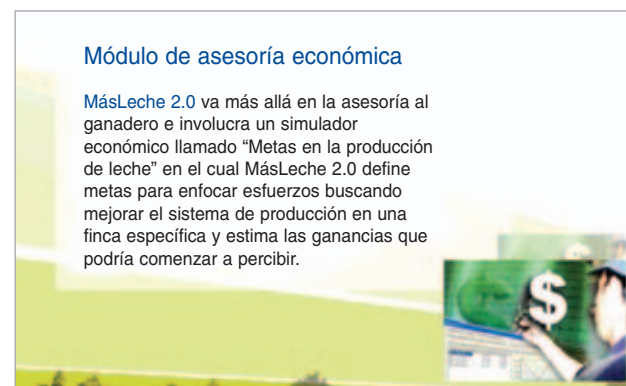 Módulo de asesoría económica
MásLeche 2.0 va más allá en la asesoría al
ganadero e involucra un simulador
económico llamado “Metas en la producción
de leche” en el cual MásLeche 2.0 define
metas para enfocar esfuerzos buscando
mejorar el sistema de producción en una
finca específica y estima las ganancias que
podría comenzar a percibir.
$